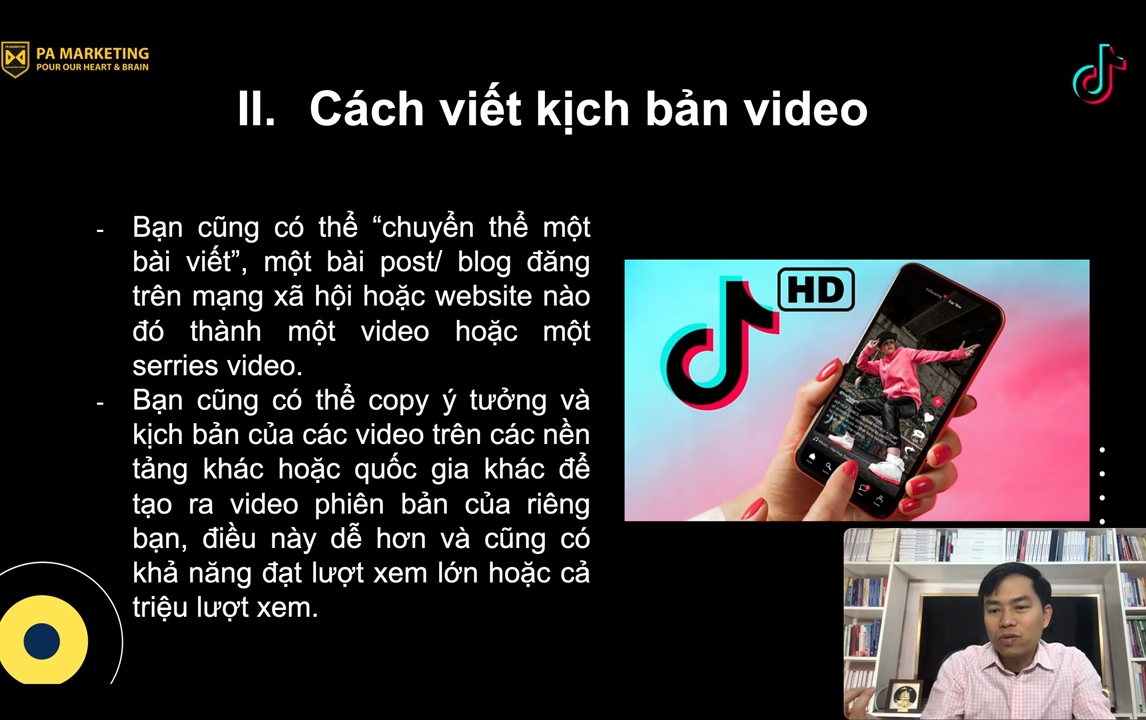 PA MARKETING
POUR OUR HEART & BRAIN
II. Cách viết kịch bản video
- Bạn cũng có thể “chuyển thể một
bài viết”, một bài post/ blog đăng
trên mạng xã hội hoặc website nào
đó thành một video hoặc một
serries video.
- Bạn cũng có thể copy ý tưởng và
kịch bản của các video trên các nền
tảng khác hoặc quốc gia khác để
tạo ra video phiên bản của riêng
bạn, điều này dễ hơn và cũng có
khả năng đạt lượt xem lớn hoặc cả
triệu lượt xem.
HD
Following
For You